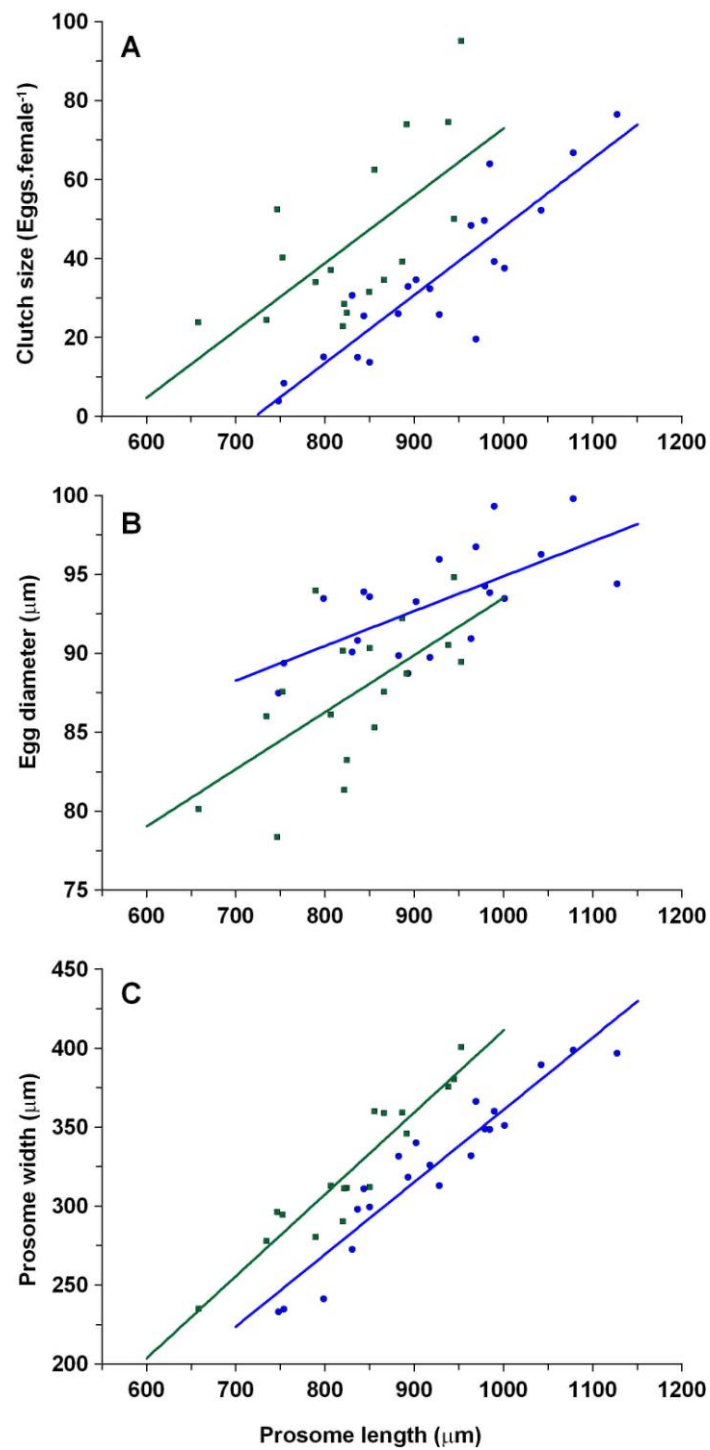 A
Clutch size (Eggs.female⁻¹)
100
80
60
40
20
0
600 700 800 900 1000 1100 1200
B
Egg diameter (μm)
100
95
90
85
80
75
600 700 800 900 1000 1100 1200
C
Prosome width (μm)
450
400
350
300
250
200
600 700 800 900 1000 1100 1200
Prosome length (μm)